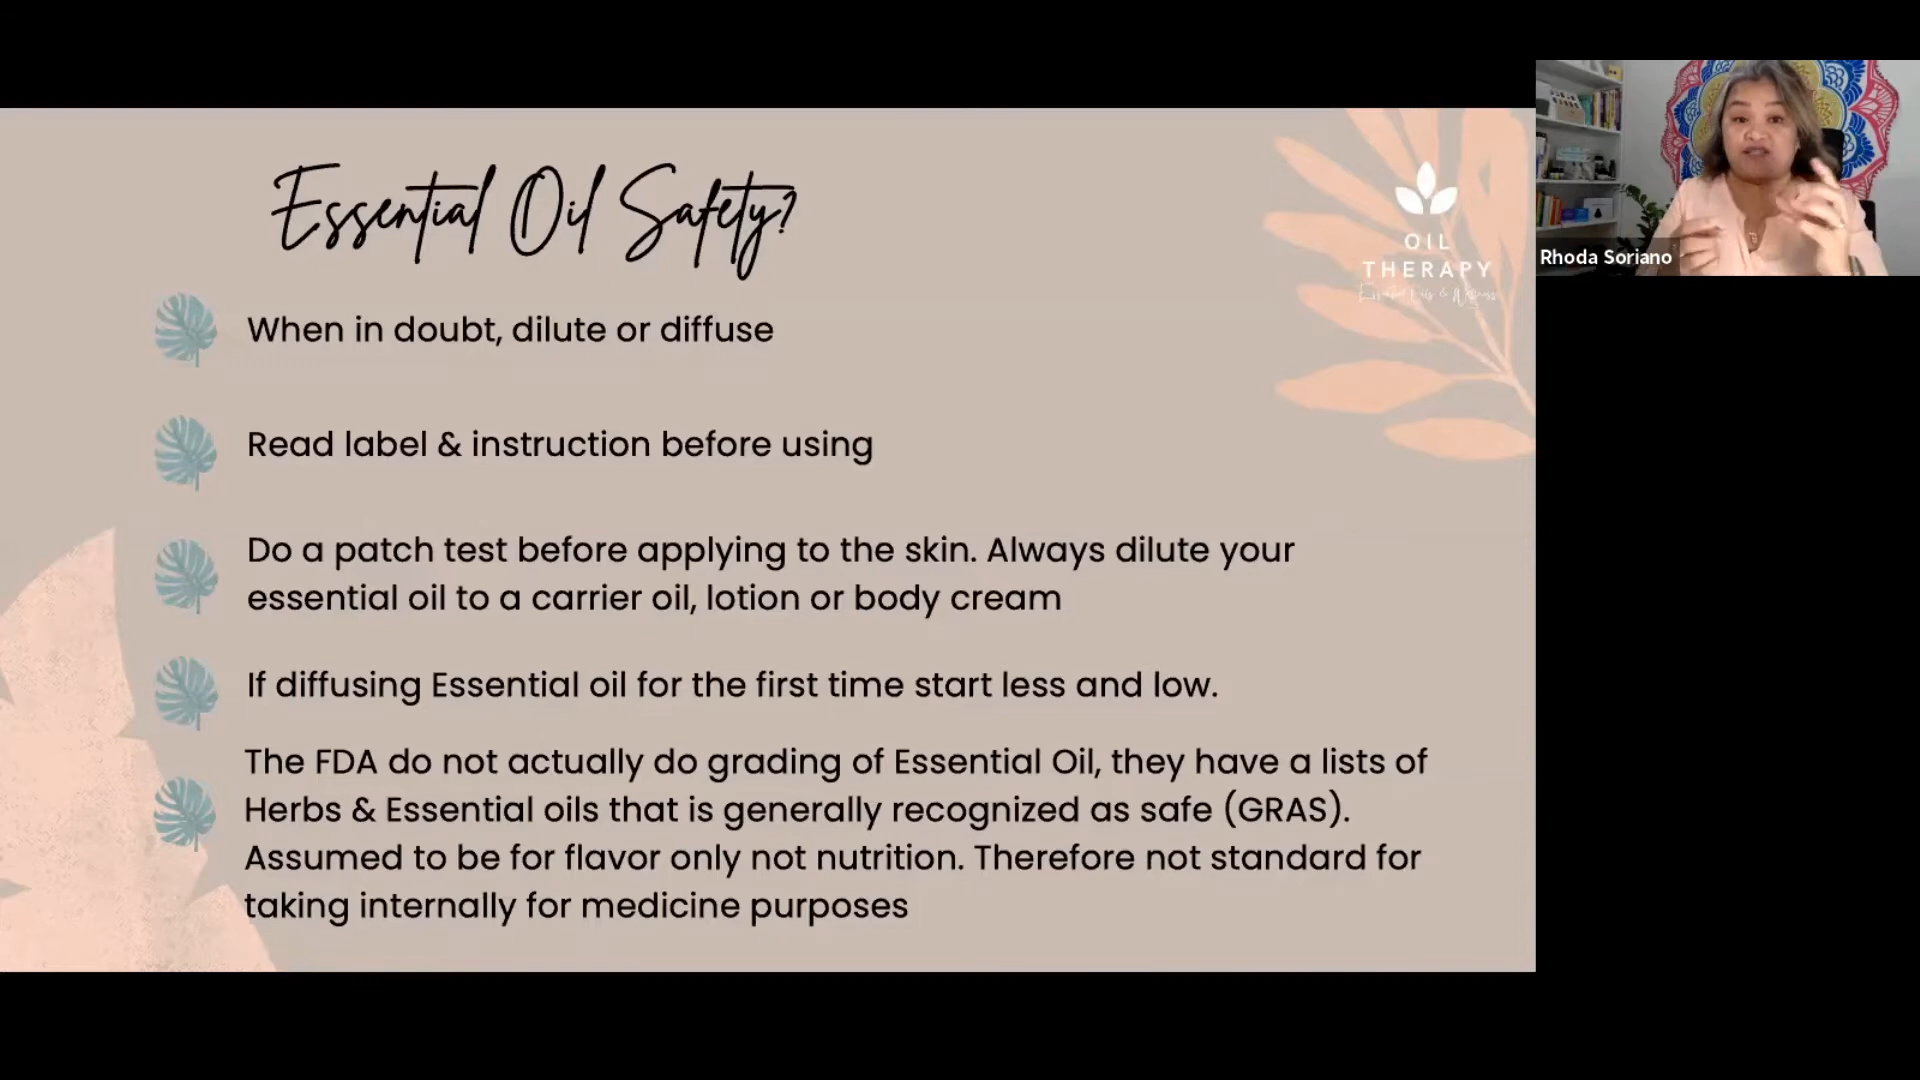 Essential Oil Safety?
When in doubt, dilute or diffuse
Read label & instruction before using
Do a patch test before applying to the skin. Always dilute your
essential oil to a carrier oil, lotion or body cream
If diffusing Essential oil for the first time start less and low.
The FDA do not actually do grading of Essential Oil, they have a lists of
Herbs & Essential oils that is generally recognized as safe (GRAS).
Assumed to be for flavor only not nutrition. Therefore not standard for
taking internally for medicine purposes
OIL
THERAPY
Essential Oils & Wellness
Rhoda Soriano